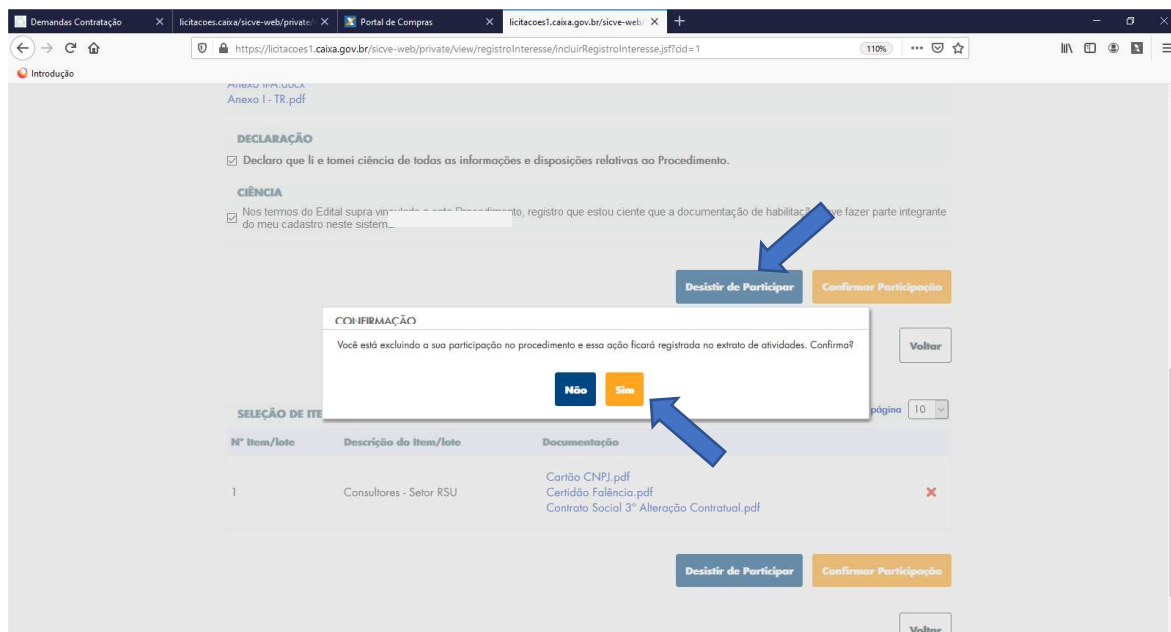 Demandas Contratação
licitacoes.caixa/sicve-web/private/
Portal de Compras
licitacoes1.caixa.gov.br/sicve-web/
https://licitacoes1.caixa.gov.br/sicve-web/private/view/registroInteresse/incluirRegistroInteresse.jsf?cid=1
110%
Introdução
Anexo I - TR.pdf
DECLARAÇÃO
Declaro que li e tomei ciência de todas as informações e disposições relativas ao Procedimento.
CIÊNCIA
Nos termos do Edital supra vinculado a este Procedimento, registro que estou ciente que a documentação de habilitação deve fazer parte integrante
do meu cadastro neste sistem
Desistir de Participar Confirmar Participação
CONFIRMAÇÃO
Você está excluindo a sua participação no procedimento e essa ação ficará registrada no extrato de atividades. Confirma?
Não Sim
Voltar
SELEÇÃO DE ITE
página 10
N° Item/lote Descrição do Item/lote Documentação
Cartão CNPJ.pdf
1 Consultores - Setor RSU Certidão Falência.pdf
Contrato Social 3° Alteração Contratual.pdf
Desistir de Participar Confirmar Participação
Voltar